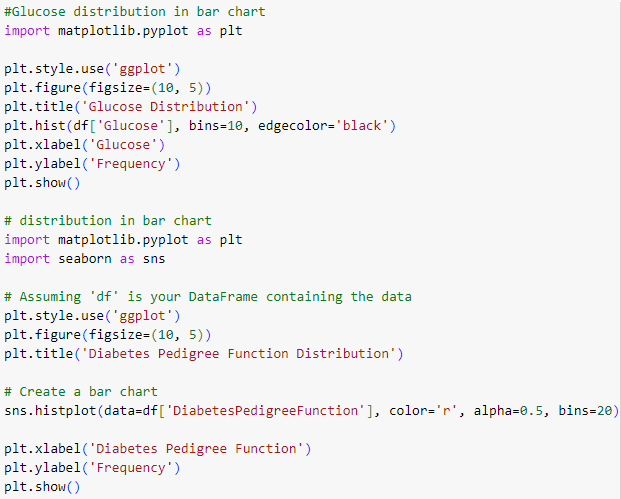 #Glucose distribution in bar chart
import matplotlib.pyplot as plt
plt.style.use('ggplot')
plt.figure(figsize=(10, 5))
plt.title('Glucose Distribution')
plt.hist(df['Glucose'], bins=10, edgecolor='black')
plt.xlabel('Glucose')
plt.ylabel('Frequency')
plt.show()
# distribution in bar chart
import matplotlib.pyplot as plt
import seaborn as sns
# Assuming 'df' is your DataFrame containing the data
plt.style.use('ggplot')
plt.figure(figsize=(10, 5))
plt.title('Diabetes Pedigree Function Distribution')
# Create a bar chart
sns.histplot(data=df['DiabetesPedigreeFunction'], color='r', alpha=0.5, bins=20)
plt.xlabel('Diabetes Pedigree Function')
plt.ylabel('Frequency')
plt.show()